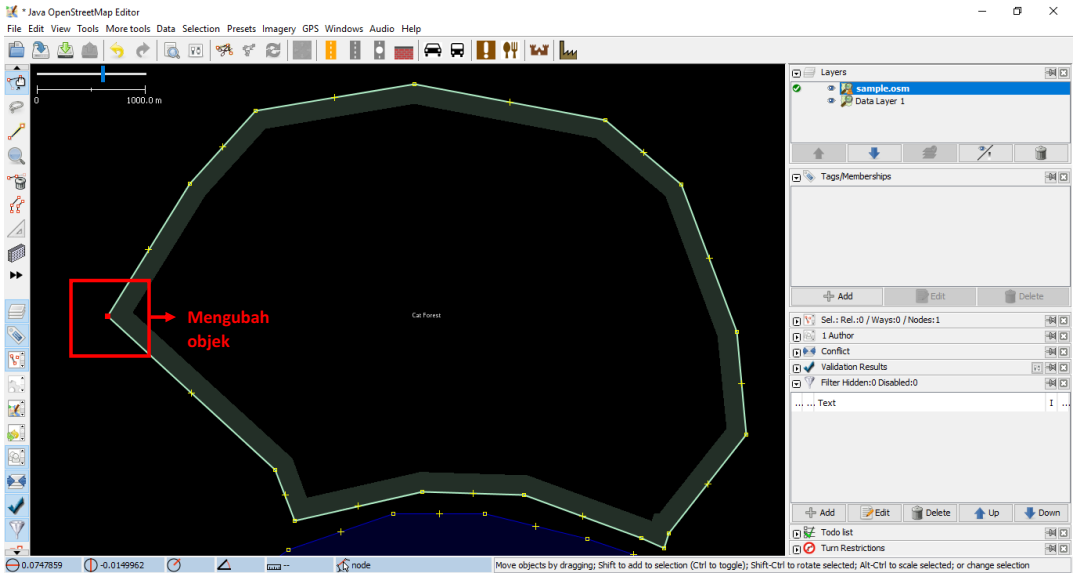 * Java OpenStreetMap Editor
File Edit View Tools More tools Data Selection Presets Imagery GPS Windows Audio Help
0
1000.0 m
Mengubah
objek
Cat Forest
Layers
sample.osm
Data Layer 1
Tags/Memberships
Add Edit Delete
Sel.: Rel.:0 / Ways:0 / Nodes:1
1 Author
Conflict
Validation Results
Filter Hidden:0 Disabled:0
... ... Text I ...
Add Edit Delete Up Down
Todo list
Turn Restrictions
0.0747859 -0.0149962 -- node Move objects by dragging; Shift to add to selection (Ctrl to toggle); Shift-Ctrl to rotate selected; Alt-Ctrl to scale selected; or change selection